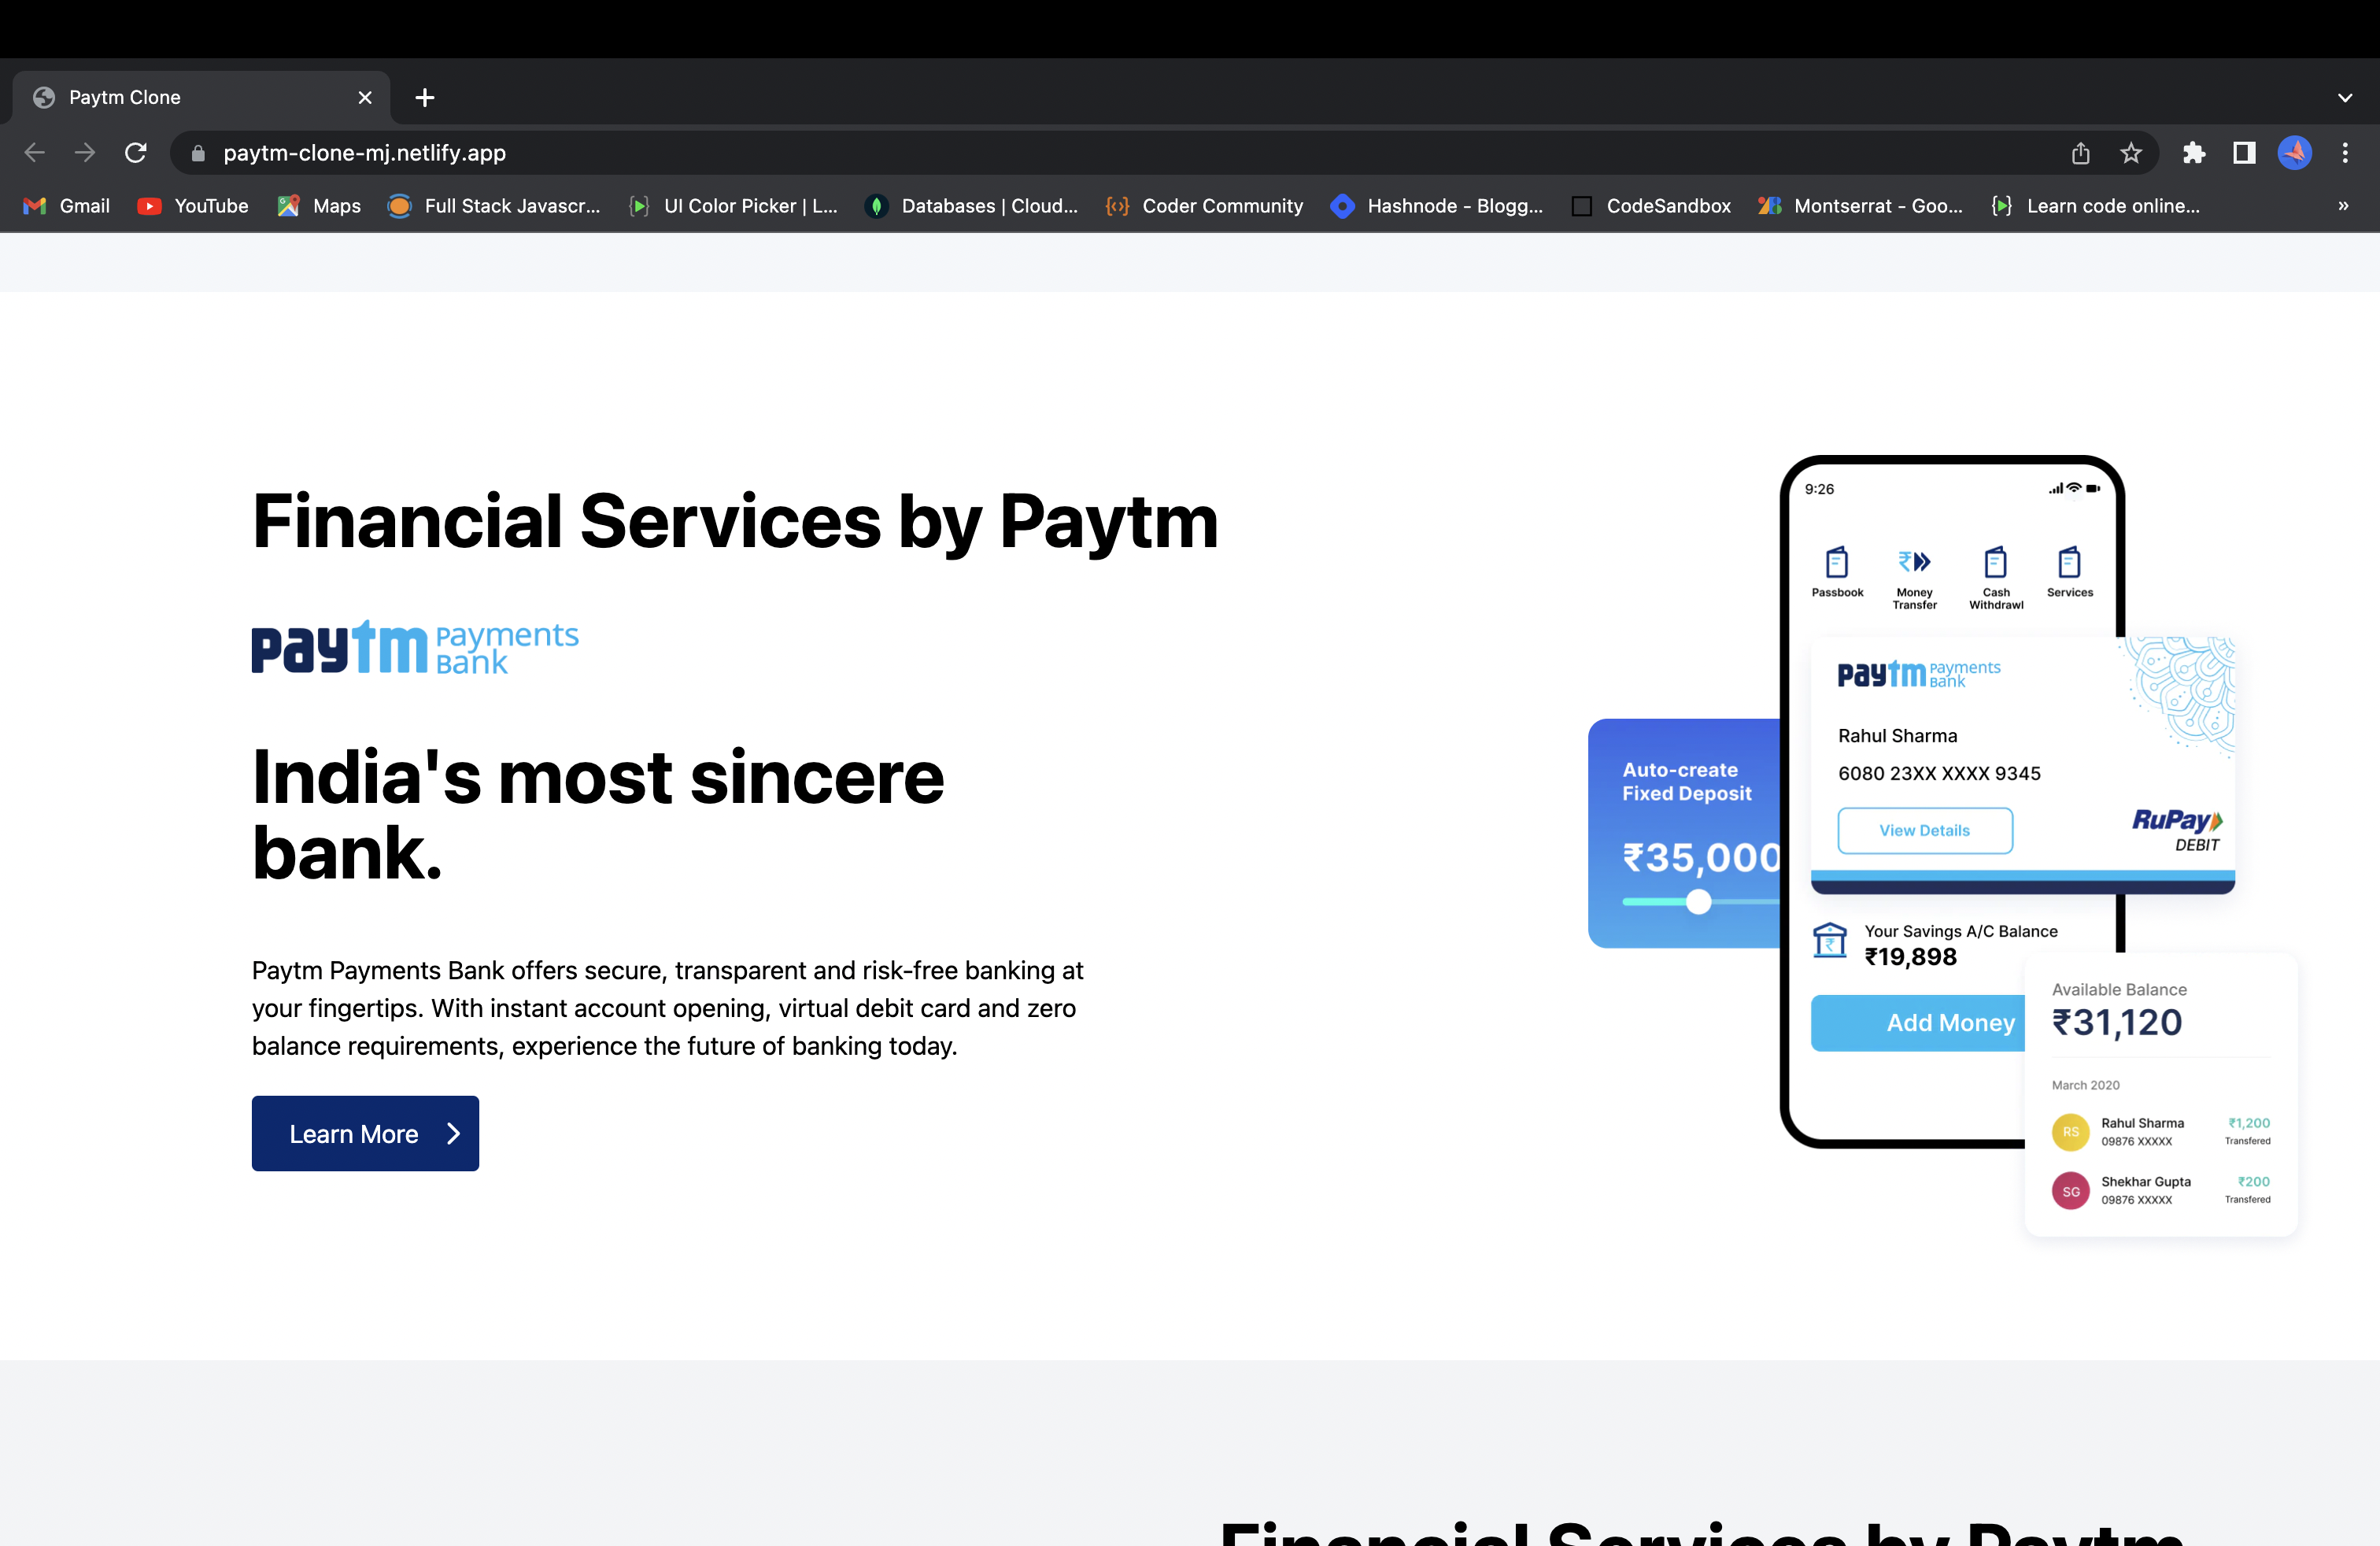 Paytm Clone
paytm-clone-mj.netlify.app
Gmail
YouTube
Maps
Full Stack Javascr...
UI Color Picker | L...
Databases | Cloud...
Coder Community
Hashnode - Blogg...
CodeSandbox
Montserrat - Goo...
Learn code online...
»
Financial Services by Paytm
paytm Payments
Bank
India's most sincere
bank.
Paytm Payments Bank offers secure, transparent and risk-free banking at
your fingertips. With instant account opening, virtual debit card and zero
balance requirements, experience the future of banking today.
Learn More
9:26
Passbook
Money
Transfer
Cash
Withdrawl
Services
paytm Payments
Bank
Rahul Sharma
6080 23XX XXXX 9345
View Details
RuPay
DEBIT
Auto-create
Fixed Deposit
₹35,000
Your Savings A/C Balance
₹19,898
Add Money
Available Balance
₹31,120
March 2020
RS
Rahul Sharma
09876 XXXXX
₹1,200
Transfered
SG
Shekhar Gupta
09876 XXXXX
₹200
Transfered
Financial Services by Paytm